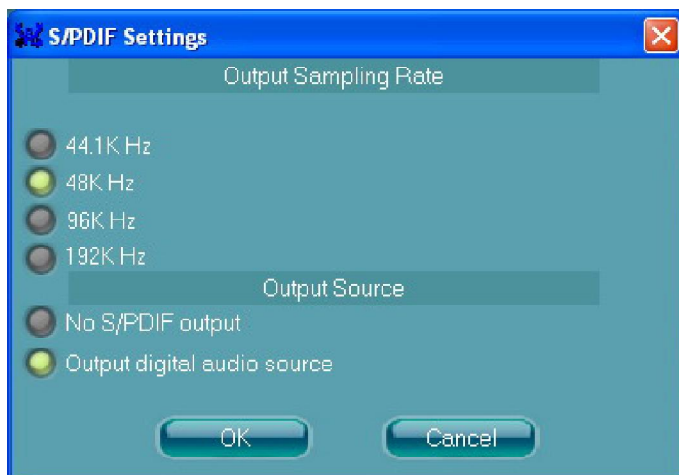 S/PDIF Settings
Output Sampling Rate
44.1K Hz
48K Hz
96K Hz
192K Hz
Output Source
No S/PDIF output
Output digital audio source
OK
Cancel